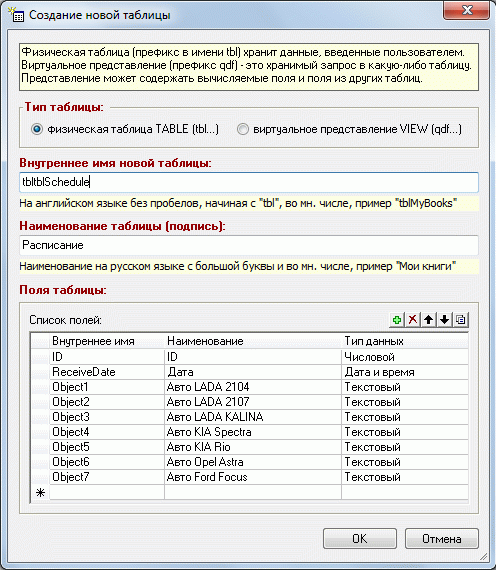 Создание новой таблицы
Физическая таблица (префикс в имени tbl) хранит данные, введенные пользователем.
Виртуальное представление (префикс qdf) - это хранимый запрос в какую-либо таблицу.
Представление может содержать вычисляемые поля и поля из других таблиц.
Тип таблицы:
физическая таблица TABLE (tbl...) виртуальное представление VIEW (qdf...)
Внутреннее имя новой таблицы:
tbltblSchedule
На английском языке без пробелов, начиная с "tbl", во мн. числе, пример "tblMyBooks"
Наименование таблицы (подпись):
Расписание
Наименование на русском языке с большой буквы и во мн. числе, пример "Мои книги"
Поля таблицы:
Список полей:
Внутреннее имя Наименование Тип данных
ID ID Числовой
ReceiveDate Дата Дата и время
Object1 Авто LADA 2104 Текстовый
Object2 Авто LADA 2107 Текстовый
Object3 Авто LADA KALINA Текстовый
Object4 Авто KIA Spectra Текстовый
Object5 Авто KIA Rio Текстовый
Object6 Авто Opel Astra Текстовый
Object7 Авто Ford Focus Текстовый
OK Отмена